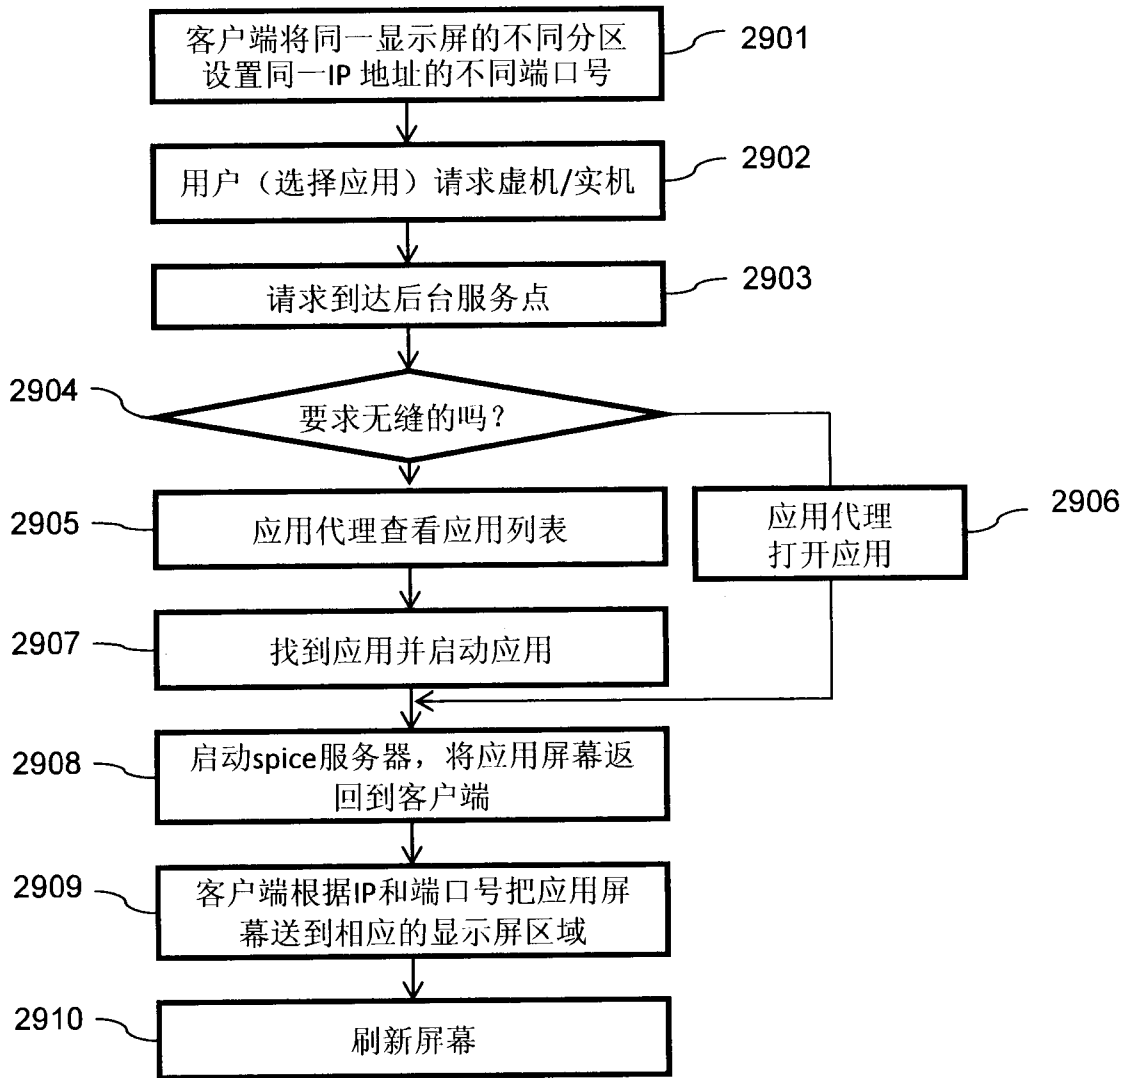 客户端将同一显示屏的不同分区
设置同一IP 地址的不同端口号
2901
用户（选择应用）请求虚机/实机
2902
请求到达后台服务点
2903
2904
要求无缝的吗？
2905
应用代理查看应用列表
应用代理
打开应用
2906
2907
找到应用并启动应用
2908
启动spice服务器，将应用屏幕返
回到客户端
2909
客户端根据IP和端口号把应用屏
幕送到相应的显示屏区域
2910
刷新屏幕